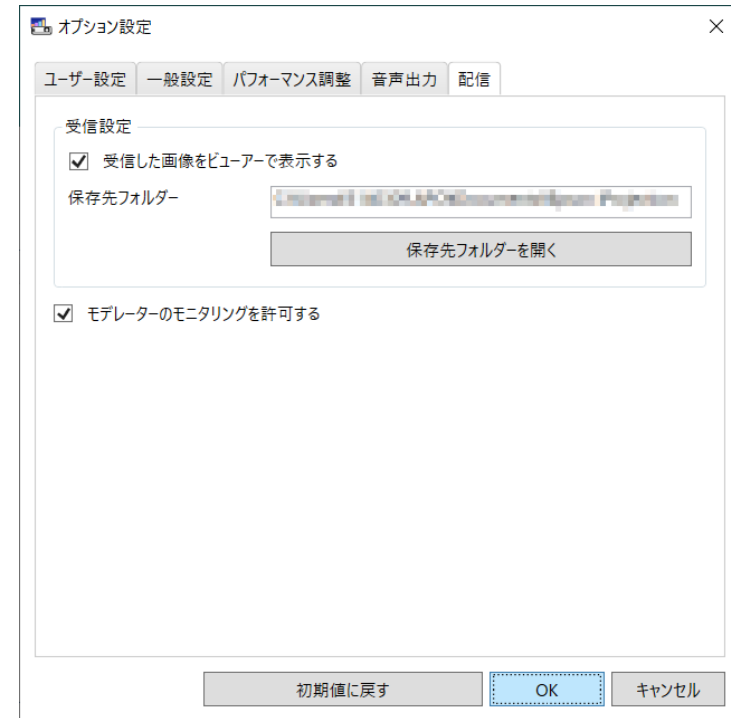 オプション設定
ユーザー設定 一般設定 パフォーマンス調整 音声出力 配信
受信設定
受信した画像をビューアーで表示する
保存先フォルダー
保存先フォルダーを開く
モデレーターのモニタリングを許可する
初期値に戻す OK キャンセル